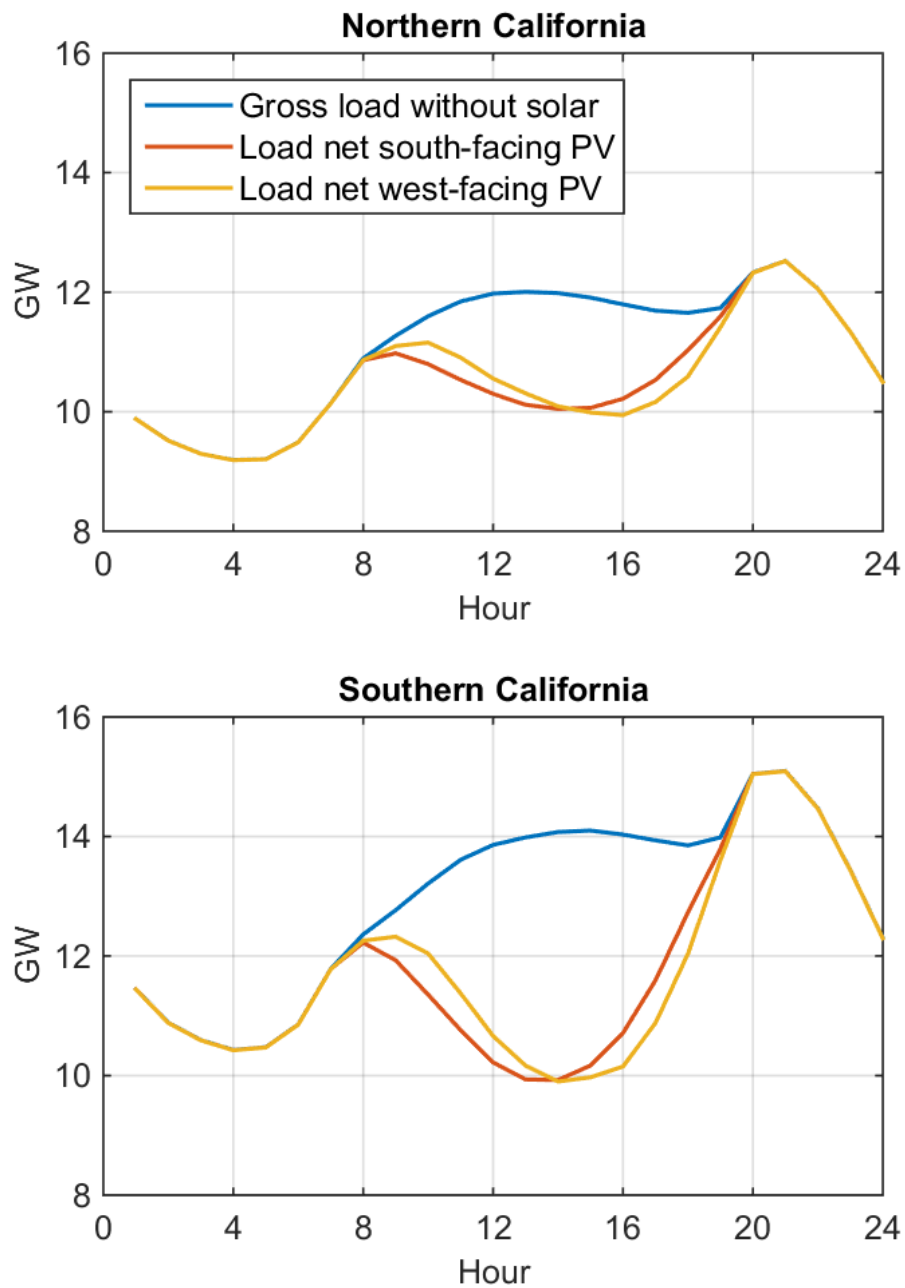 Northern California
16
Gross load without solar
Load net south-facing PV
14
Load net west-facing PV
GW
12
10
8
0 4 8 12 16 20 24
Hour
Southern California
16
14
GW
12
10
8
0 4 8 12 16 20 24
Hour